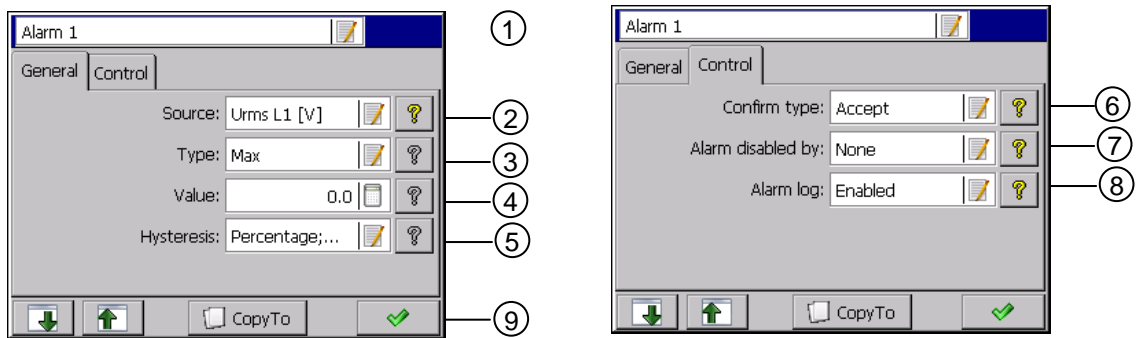 Alarm 1
①
General Control
Source: Urms L1 [V] ②
Type: Max ③
Value: 0.0 ④
Hysteresis: Percentage;... ⑤
CopyTo ⑨
Alarm 1
General Control
Confirm type: Accept ⑥
Alarm disabled by: None ⑦
Alarm log: Enabled ⑧
CopyTo